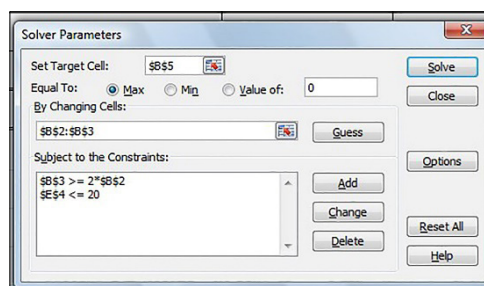 Solver Parameters
Set Target Cell: $B$5 Solve
Equal To: Max Min Value of: 0 Close
By Changing Cells:
$B$2:$B$3 Guess
Subject to the Constraints: Options
$B$3 >= 2*$B$2 Add
$E$4 <= 20
Change
Reset All
Delete
Help